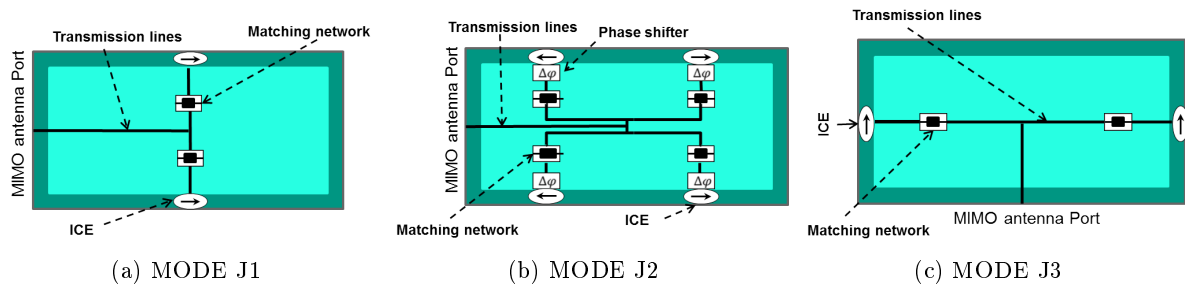 Transmission lines
Matching network
MIMO antenna Port
ICE
(a) MODE J1
Transmission lines
Phase shifter
MIMO antenna Port
Δφ
Δφ
Δφ
Δφ
Matching network
ICE
(b) MODE J2
Transmission lines
ICE
MIMO antenna Port
Matching network
(c) MODE J3